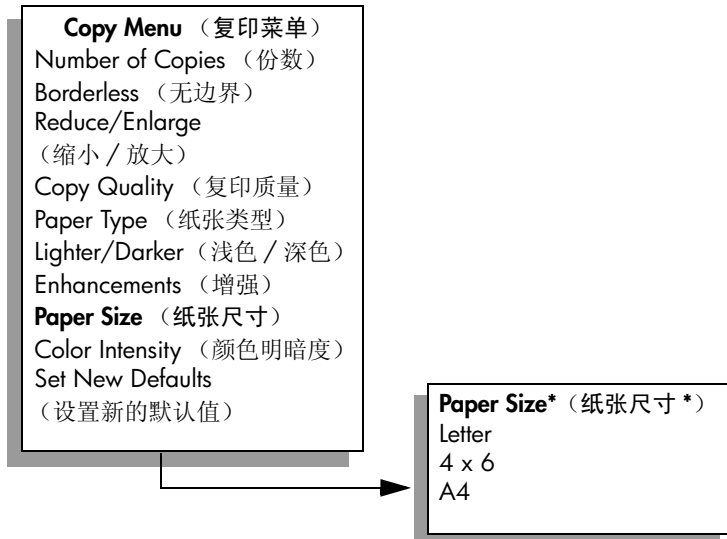 Copy Menu （复印菜单）
Number of Copies （份数）
Borderless （无边界）
Reduce/Enlarge
（缩小 / 放大）
Copy Quality （复印质量）
Paper Type （纸张类型）
Lighter/Darker（浅色 / 深色）
Enhancements （增强）
Paper Size （纸张尺寸）
Color Intensity （颜色明暗度）
Set New Defaults
（设置新的默认值）
Paper Size*（纸张尺寸 *）
Letter
4 x 6
A4